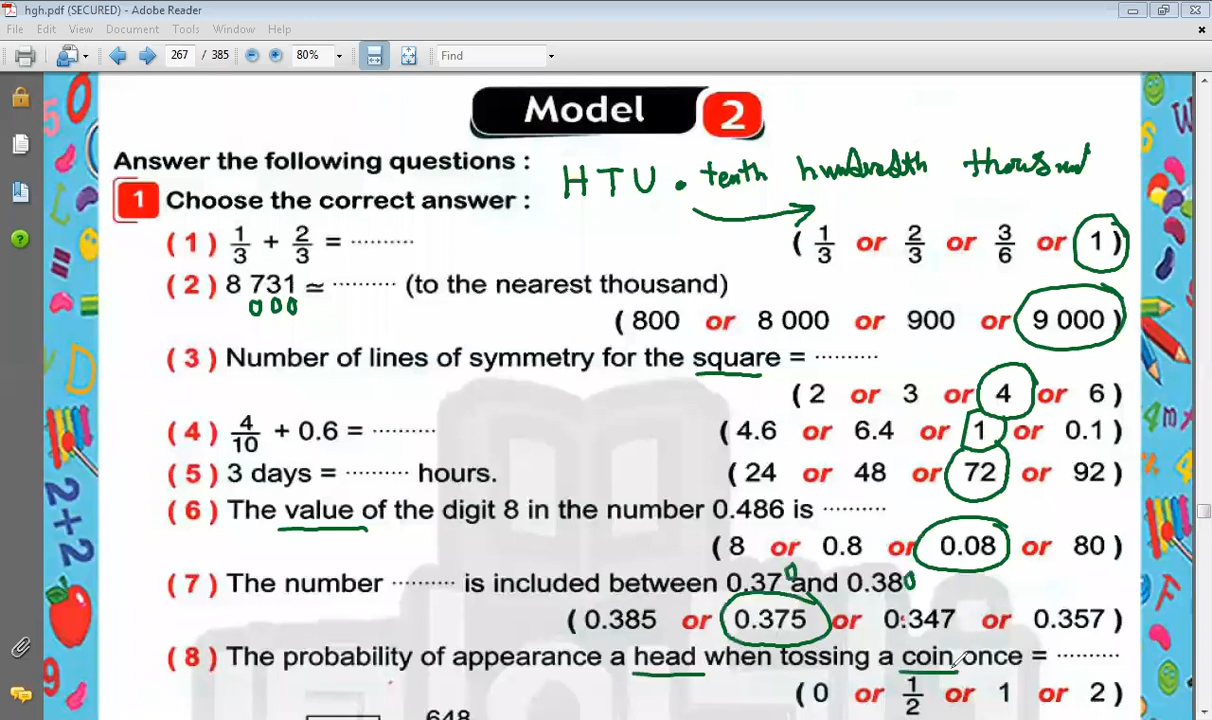 hgh.pdf (SECURED) - Adobe Reader
File Edit View Document Tools Window Help
267 / 385 80% Find
Model 2
Answer the following questions :
H T U . tenth hundredth thousand
1 Choose the correct answer :
( 1 ) 1/3 + 2/3 = ·········· ( 1/3 or 2/3 or 3/6 or 1 )
( 2 ) 8 731 ≃ ·········· (to the nearest thousand)
0 0 0
( 800 or 8 000 or 900 or 9 000 )
( 3 ) Number of lines of symmetry for the square = ··········
( 2 or 3 or 4 or 6 )
( 4 ) 4/10 + 0.6 = ·········· ( 4.6 or 6.4 or 1 or 0.1 )
( 5 ) 3 days = ·········· hours. ( 24 or 48 or 72 or 92 )
( 6 ) The value of the digit 8 in the number 0.486 is ··········
( 8 or 0.8 or 0.08 or 80 )
( 7 ) The number ·········· is included between 0.37 0 and 0.38 0
( 0.385 or 0.375 or 0.347 or 0.357 )
( 8 ) The probability of appearance a head when tossing a coin once = ··········
( 0 or 1/2 or 1 or 2 )
648